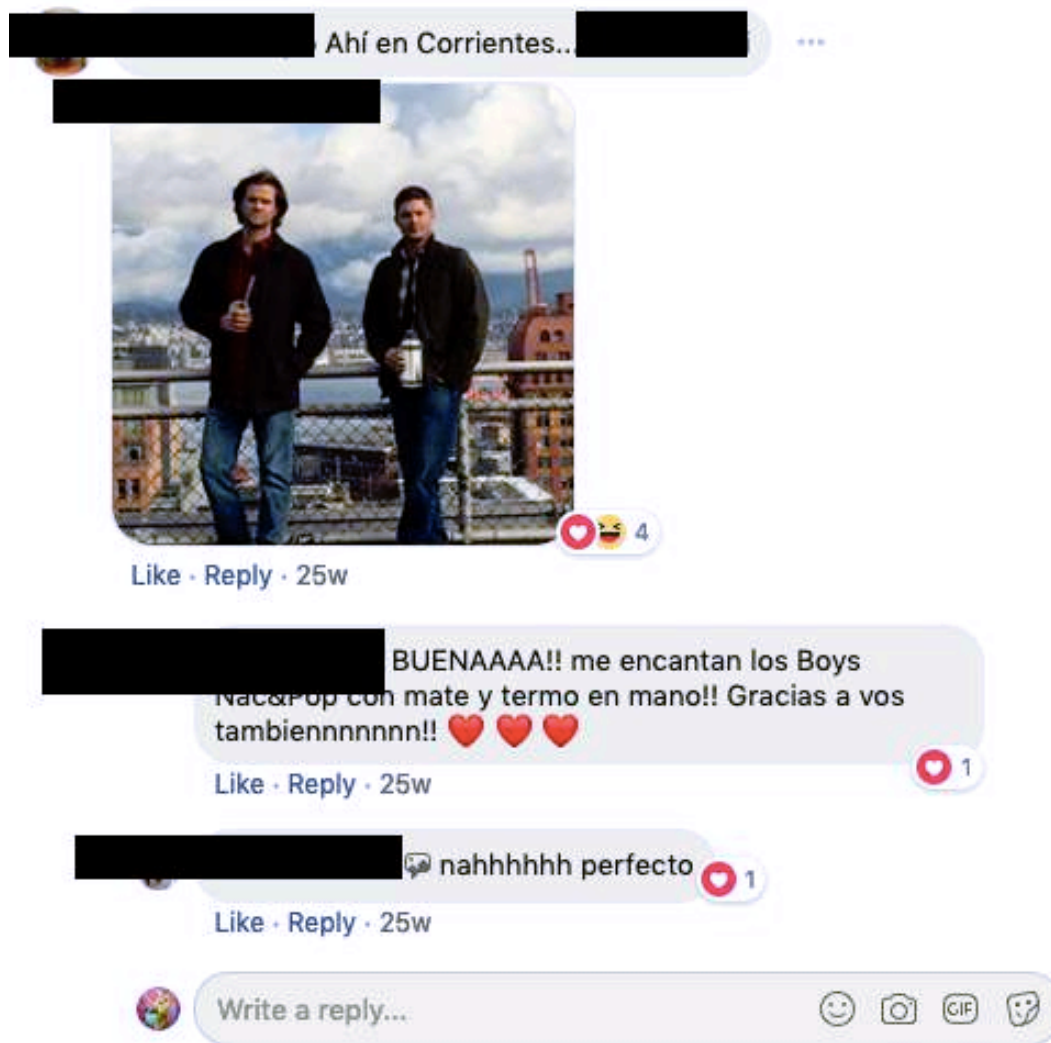 Ahí en Corrientes...
4
Like · Reply · 25w
BUENAAAA!! me encantan los Boys
Nac&Pop con mate y termo en mano!! Gracias a vos
tambiennnnnnn!! ❤️ ❤️ ❤️
1
Like · Reply · 25w
nahhhhhh perfecto
1
Like · Reply · 25w
Write a reply...
GIF